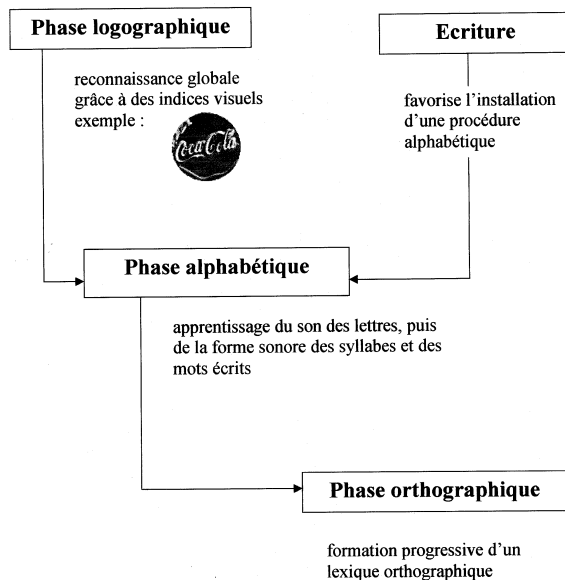 Phase logographique
Ecriture
reconnaissance globale
grâce à des indices visuels
exemple :
Coca-Cola
favorise l'installation
d'une procédure
alphabétique
Phase alphabétique
apprentissage du son des lettres, puis
de la forme sonore des syllabes et des
mots écrits
Phase orthographique
formation progressive d'un
lexique orthographique